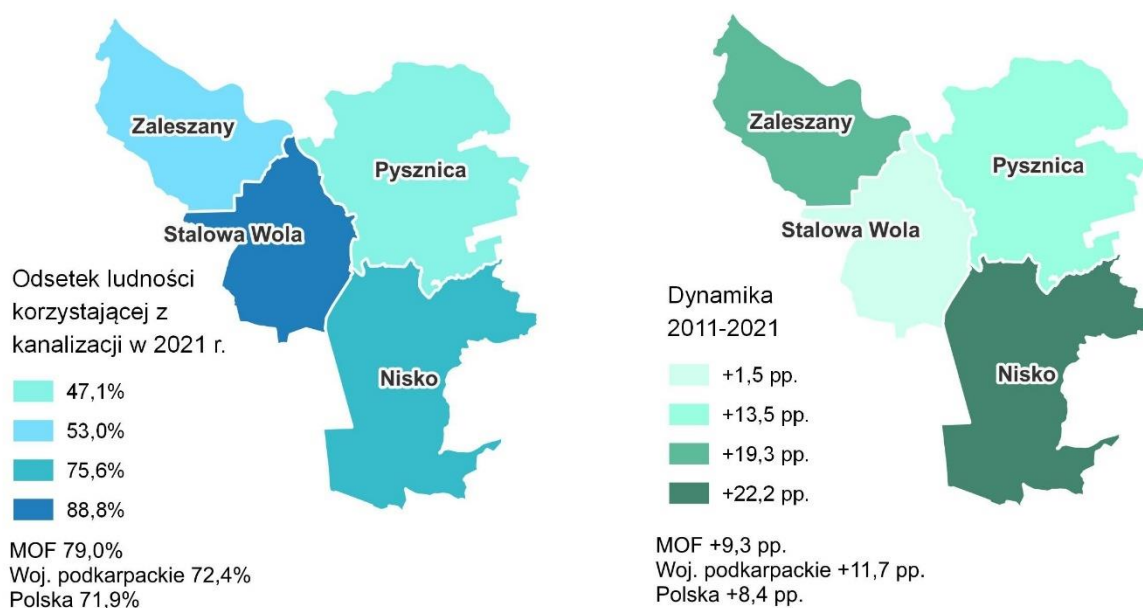 Zaleszany
Pysznica
Stalowa Wola
Nisko
Odsetek ludności
korzystającej z
kanalizacji w 2021 r.
47,1%
53,0%
75,6%
88,8%
MOF 79,0%
Woj. podkarpackie 72,4%
Polska 71,9%
Zaleszany
Pysznica
Stalowa Wola
Nisko
Dynamika
2011-2021
+1,5 pp.
+13,5 pp.
+19,3 pp.
+22,2 pp.
MOF +9,3 pp.
Woj. podkarpackie +11,7 pp.
Polska +8,4 pp.